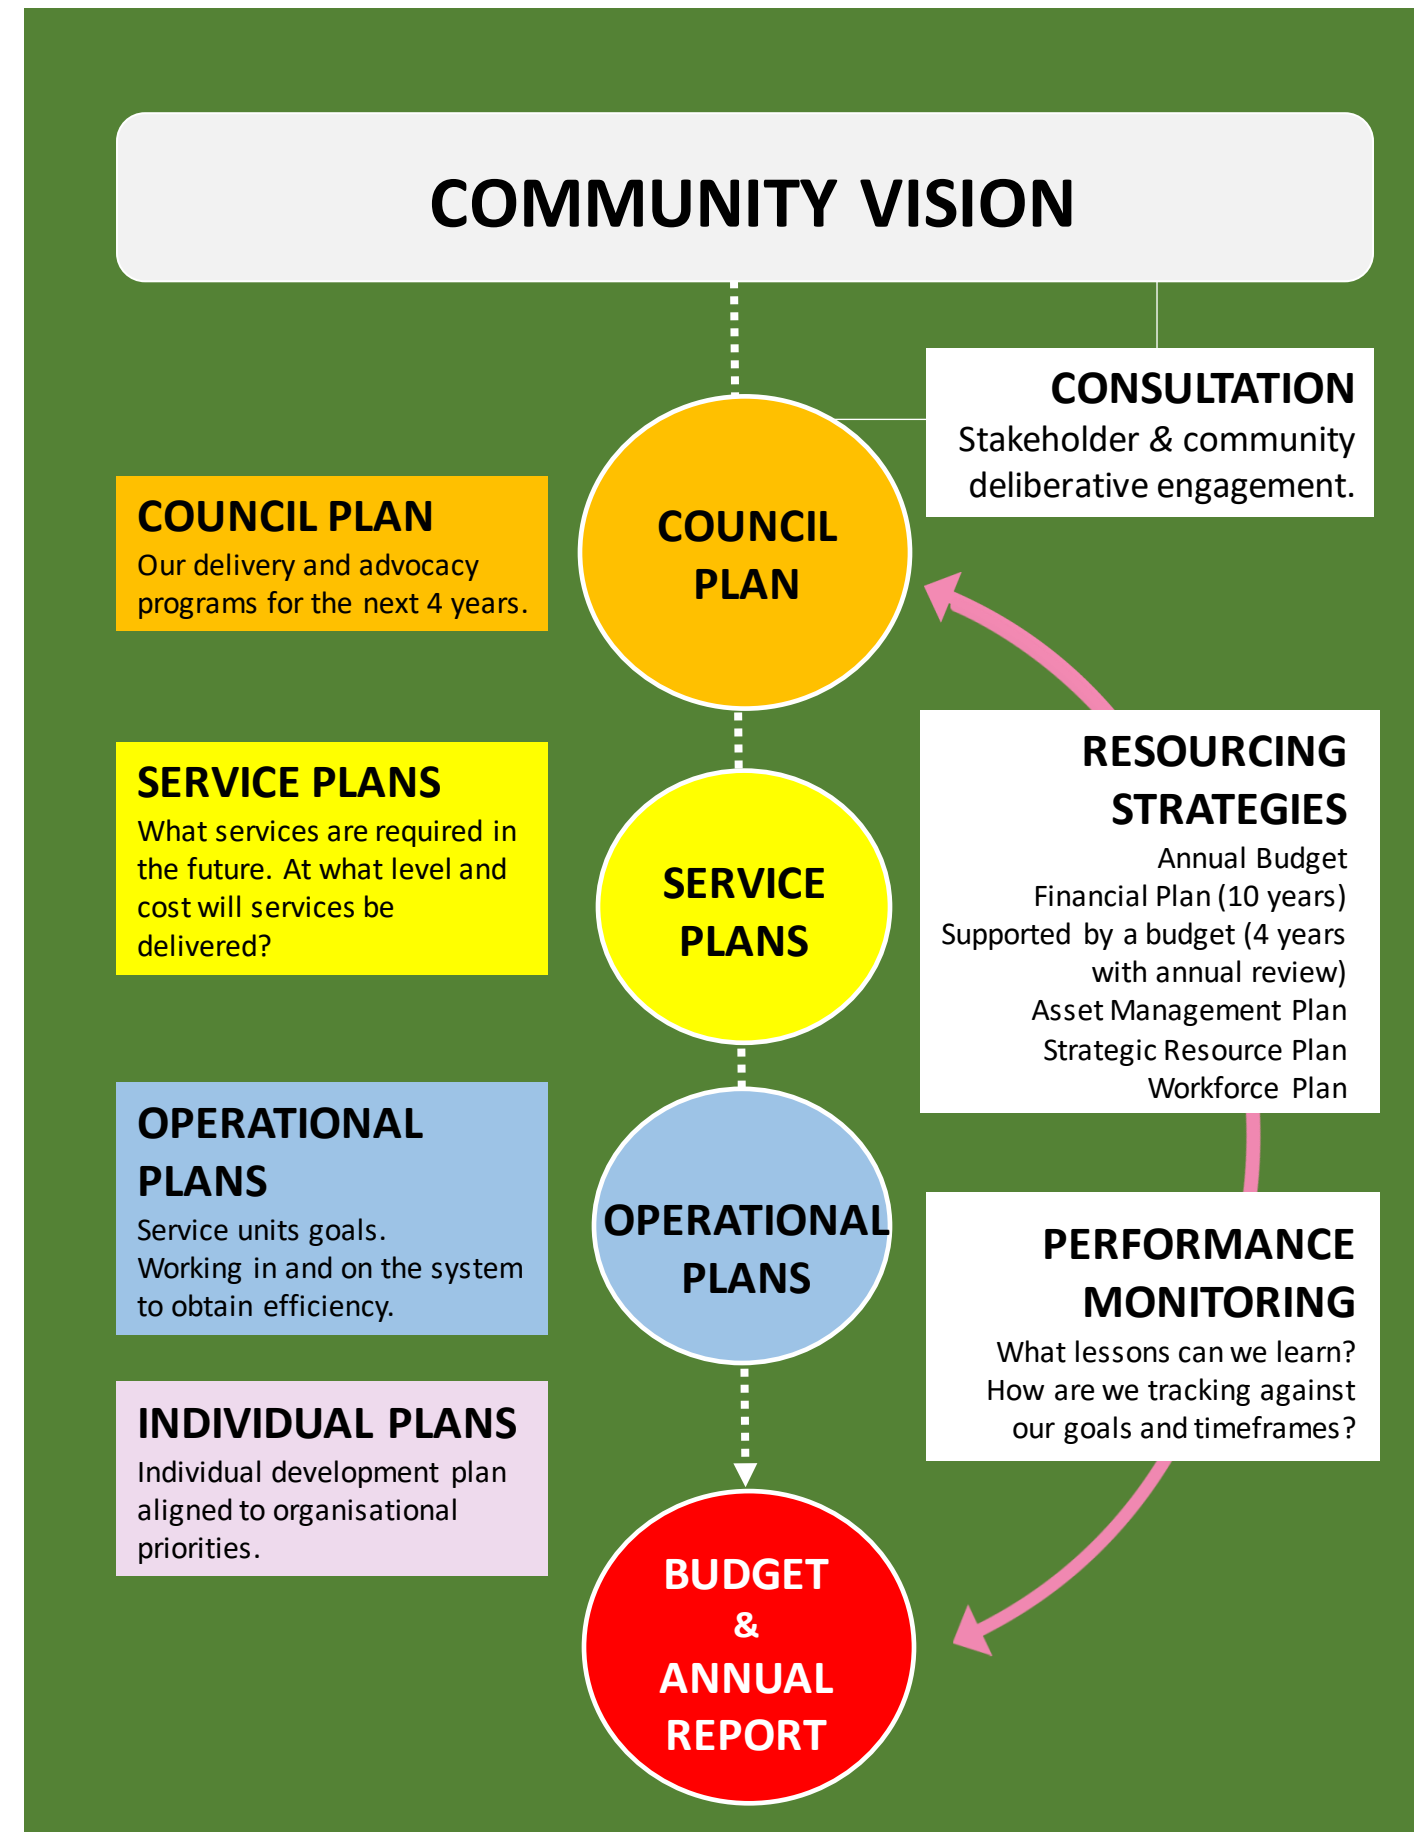 COMMUNITY VISION
CONSULTATION
Stakeholder & community
deliberative engagement.
COUNCIL PLAN
Our delivery and advocacy
programs for the next 4 years.
COUNCIL
PLAN
SERVICE PLANS
What services are required in
the future. At what level and
cost will services be
delivered?
SERVICE
PLANS
RESOURCING
STRATEGIES
Annual Budget
Financial Plan (10 years)
Supported by a budget (4 years
with annual review)
Asset Management Plan
Strategic Resource Plan
Workforce Plan
OPERATIONAL
PLANS
Service units goals.
Working in and on the system
to obtain efficiency.
OPERATIONAL
PLANS
PERFORMANCE
MONITORING
What lessons can we learn?
How are we tracking against
our goals and timeframes?
INDIVIDUAL PLANS
Individual development plan
aligned to organisational
priorities.
BUDGET
&
ANNUAL
REPORT